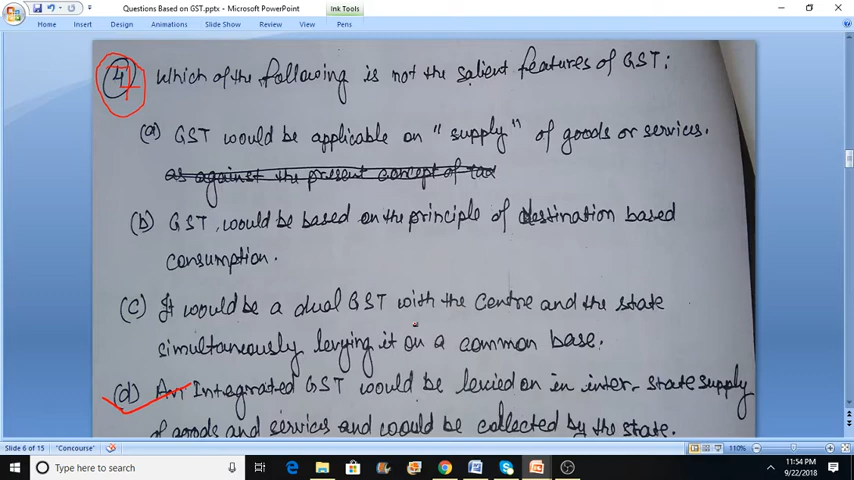 Questions Based on GST.pptx - PowerPoint
Ink Tools
Home Insert Design Animations Slide Show Review View Pens
4 Which of the following is not the salient features of GST:
(a) GST would be applicable on "supply" of goods or services.
as against the present concept of tax
(b) GST, would be based on the principle of destination based
consumption.
(c) It would be a dual GST with the Centre and the state
simultaneously levying it on a common base.
(d) An Integrated GST would be levied on in inter-state supply
of goods and services and would be collected by the state.
Slide 6 of 15 "Concourse" 110%
Type here to search
11:54 PM
9/22/2018